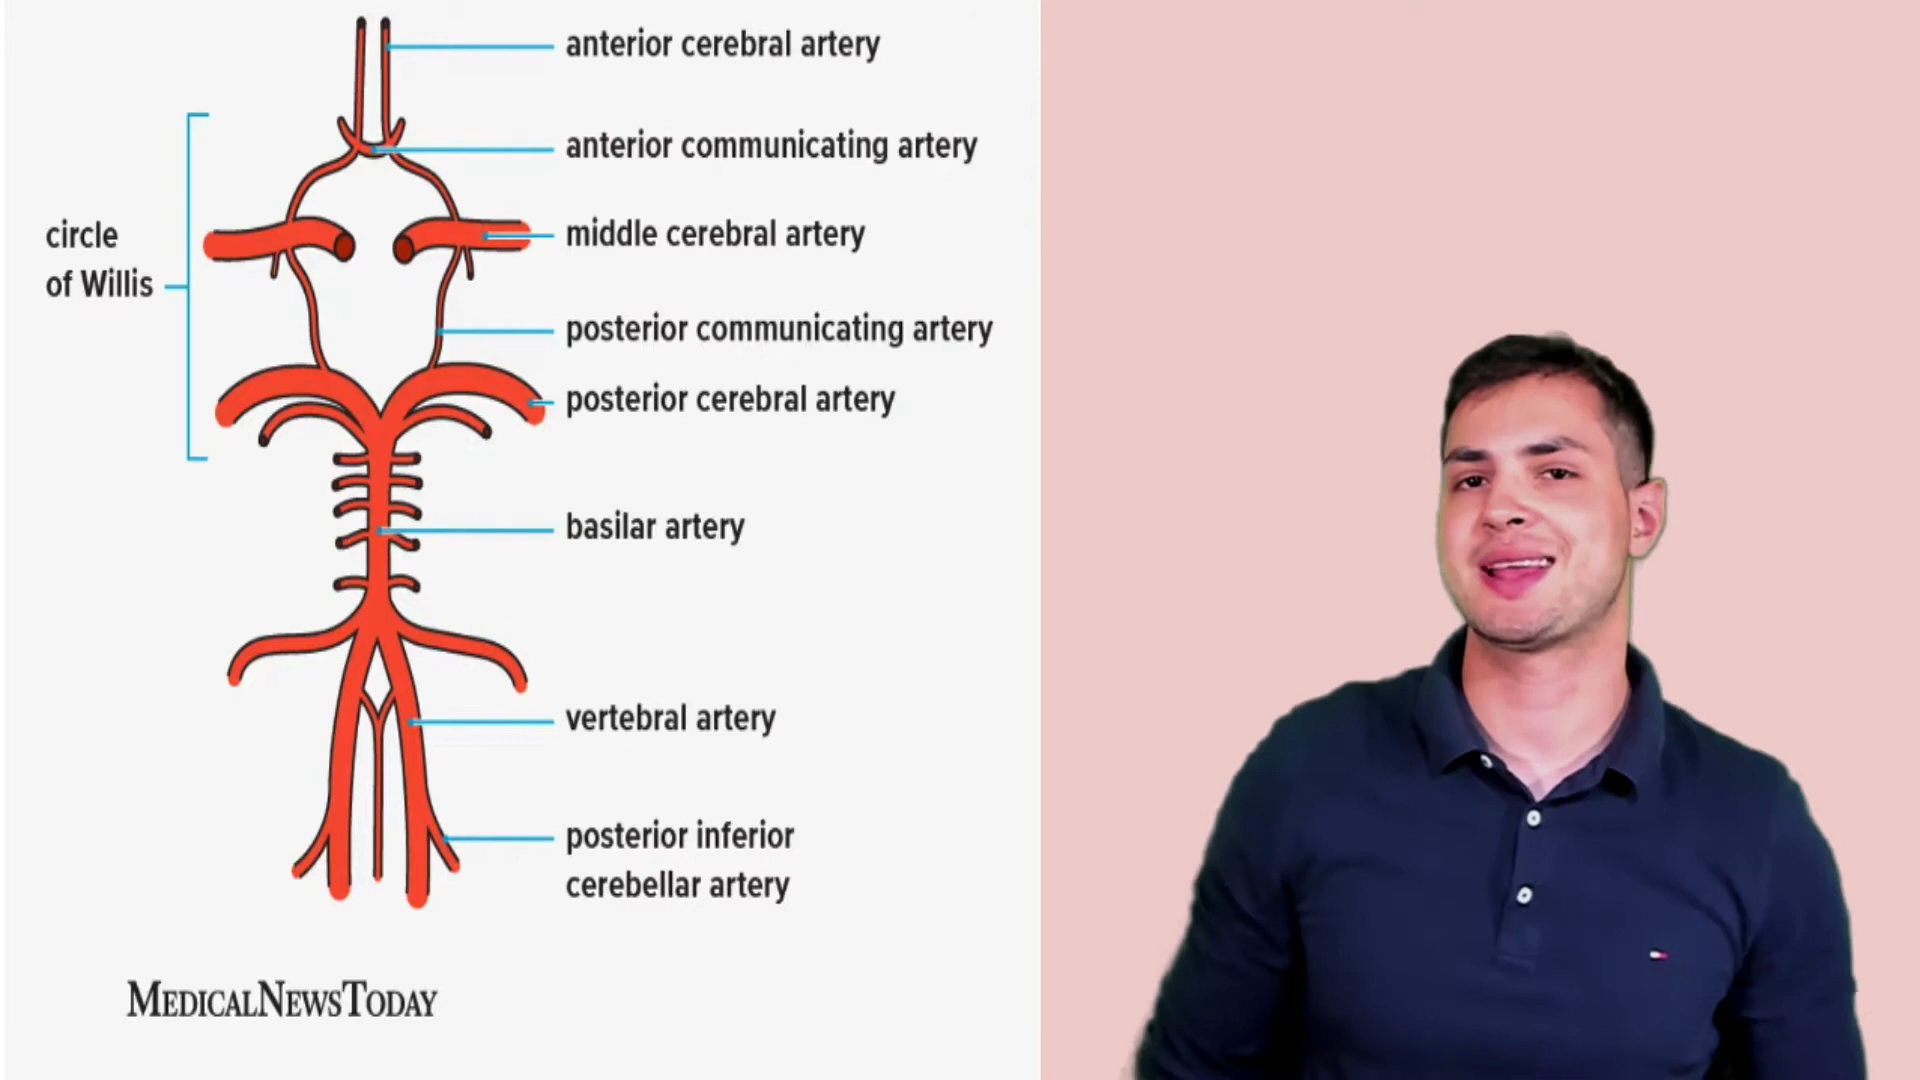 anterior cerebral artery
anterior communicating artery
middle cerebral artery
circle
of Willis
posterior communicating artery
posterior cerebral artery
basilar artery
vertebral artery
posterior inferior
cerebellar artery
MEDICALNEWSTODAY